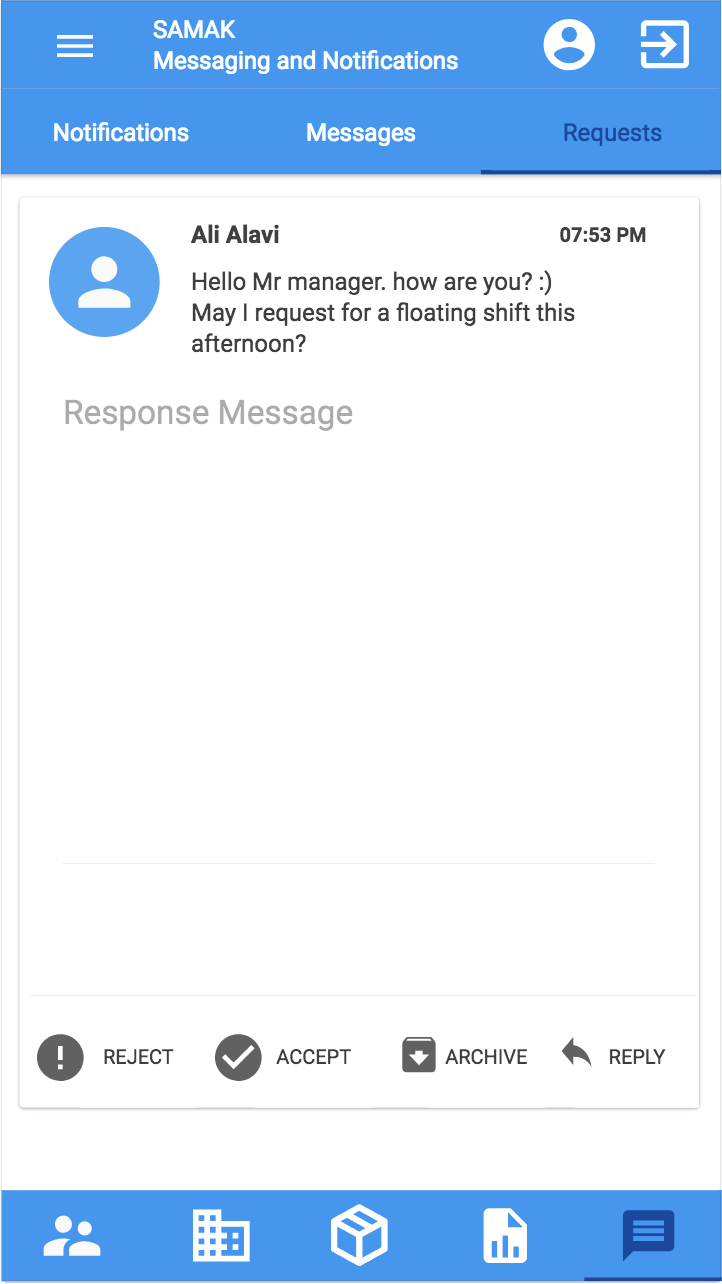 SAMAK
Messaging and Notifications
Notifications
Messages
Requests
Ali Alavi
07:53 PM
Hello Mr manager. how are you? :)
May I request for a floating shift this
afternoon?
Response Message
REJECT
ACCEPT
ARCHIVE
REPLY